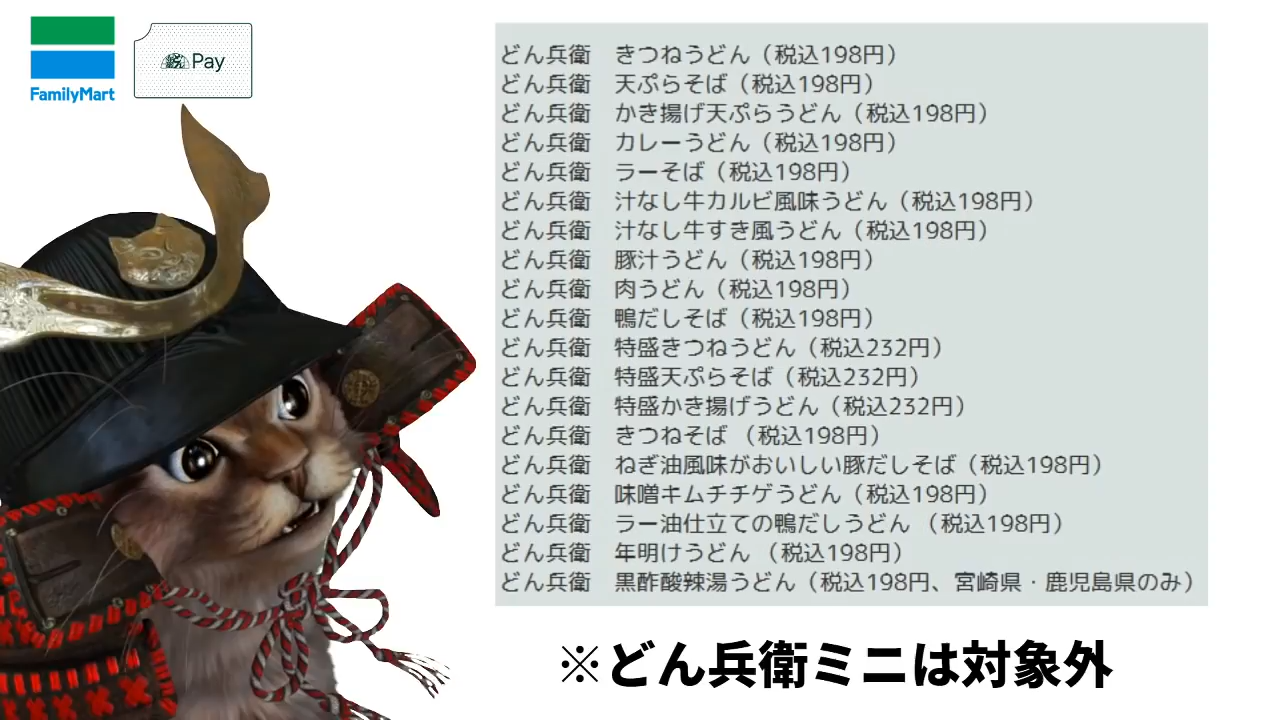 FamilyMart
Pay
どん兵衛 きつねうどん（税込198円）
どん兵衛 天ぷらそば（税込198円）
どん兵衛 かき揚げ天ぷらうどん（税込198円）
どん兵衛 カレーうどん（税込198円）
どん兵衛 ラーそば（税込198円）
どん兵衛 汁なし牛カルビ風味うどん（税込198円）
どん兵衛 汁なし牛すき風うどん（税込198円）
どん兵衛 豚汁うどん（税込198円）
どん兵衛 肉うどん（税込198円）
どん兵衛 鴨だしそば（税込198円）
どん兵衛 特盛きつねうどん（税込232円）
どん兵衛 特盛天ぷらそば（税込232円）
どん兵衛 特盛かき揚げうどん（税込232円）
どん兵衛 きつねそば （税込198円）
どん兵衛 ねぎ油風味がおいしい豚だしそば（税込198円）
どん兵衛 味噌キムチチゲうどん（税込198円）
どん兵衛 ラー油仕立ての鴨だしうどん （税込198円）
どん兵衛 年明けうどん （税込198円）
どん兵衛 黒酢酸辣湯うどん（税込198円、宮崎県・鹿児島県のみ）
※どん兵衛ミニは対象外